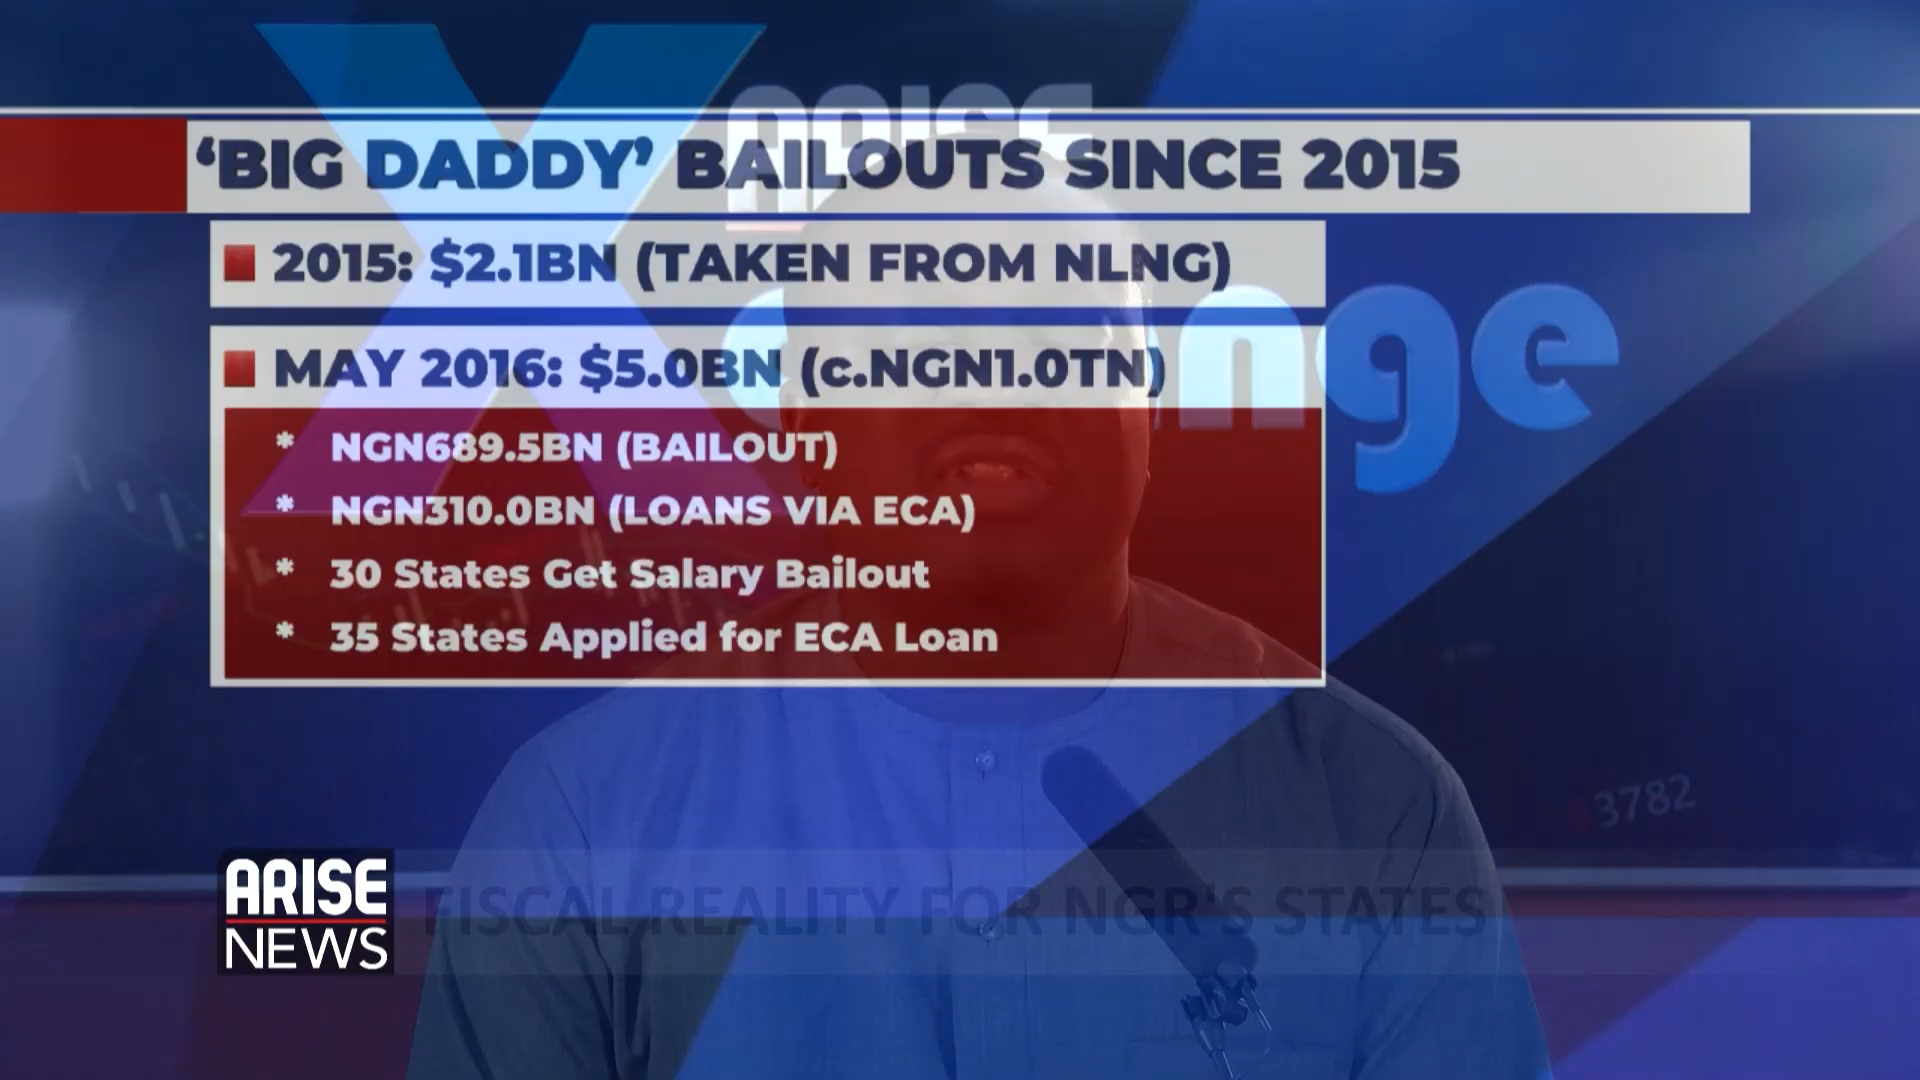 ARISE
X
‘BIG DADDY’ BAILOUTS SINCE 2015
2015: $2.1BN (TAKEN FROM NLNG)
nge
MAY 2016: $5.0BN (c.NGN1.0TN)
* NGN689.5BN (BAILOUT)
* NGN310.0BN (LOANS VIA ECA)
* 30 States Get Salary Bailout
* 35 States Applied for ECA Loan
3782
ARISE
NEWS
FISCAL REALITY FOR NGR'S STATES